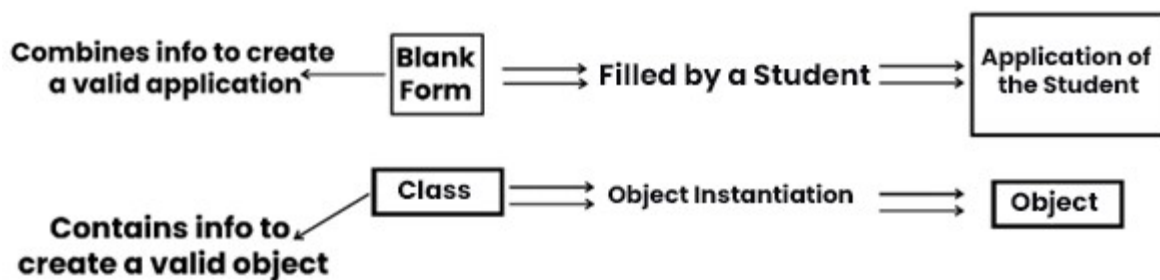 Combines info to create
a valid application
Blank
Form
Filled by a Student
Application of
the Student
Contains info to
create a valid object
Class
Object Instantiation
Object